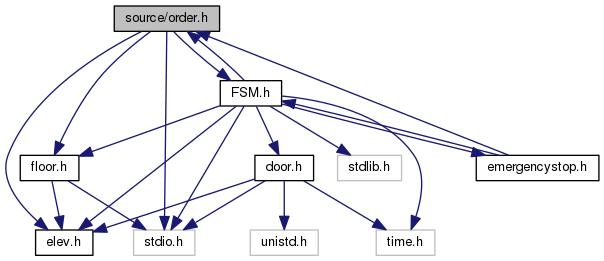 source/order.h
FSM.h
floor.h
door.h
stdlib.h
emergencystop.h
elev.h
stdio.h
unistd.h
time.h